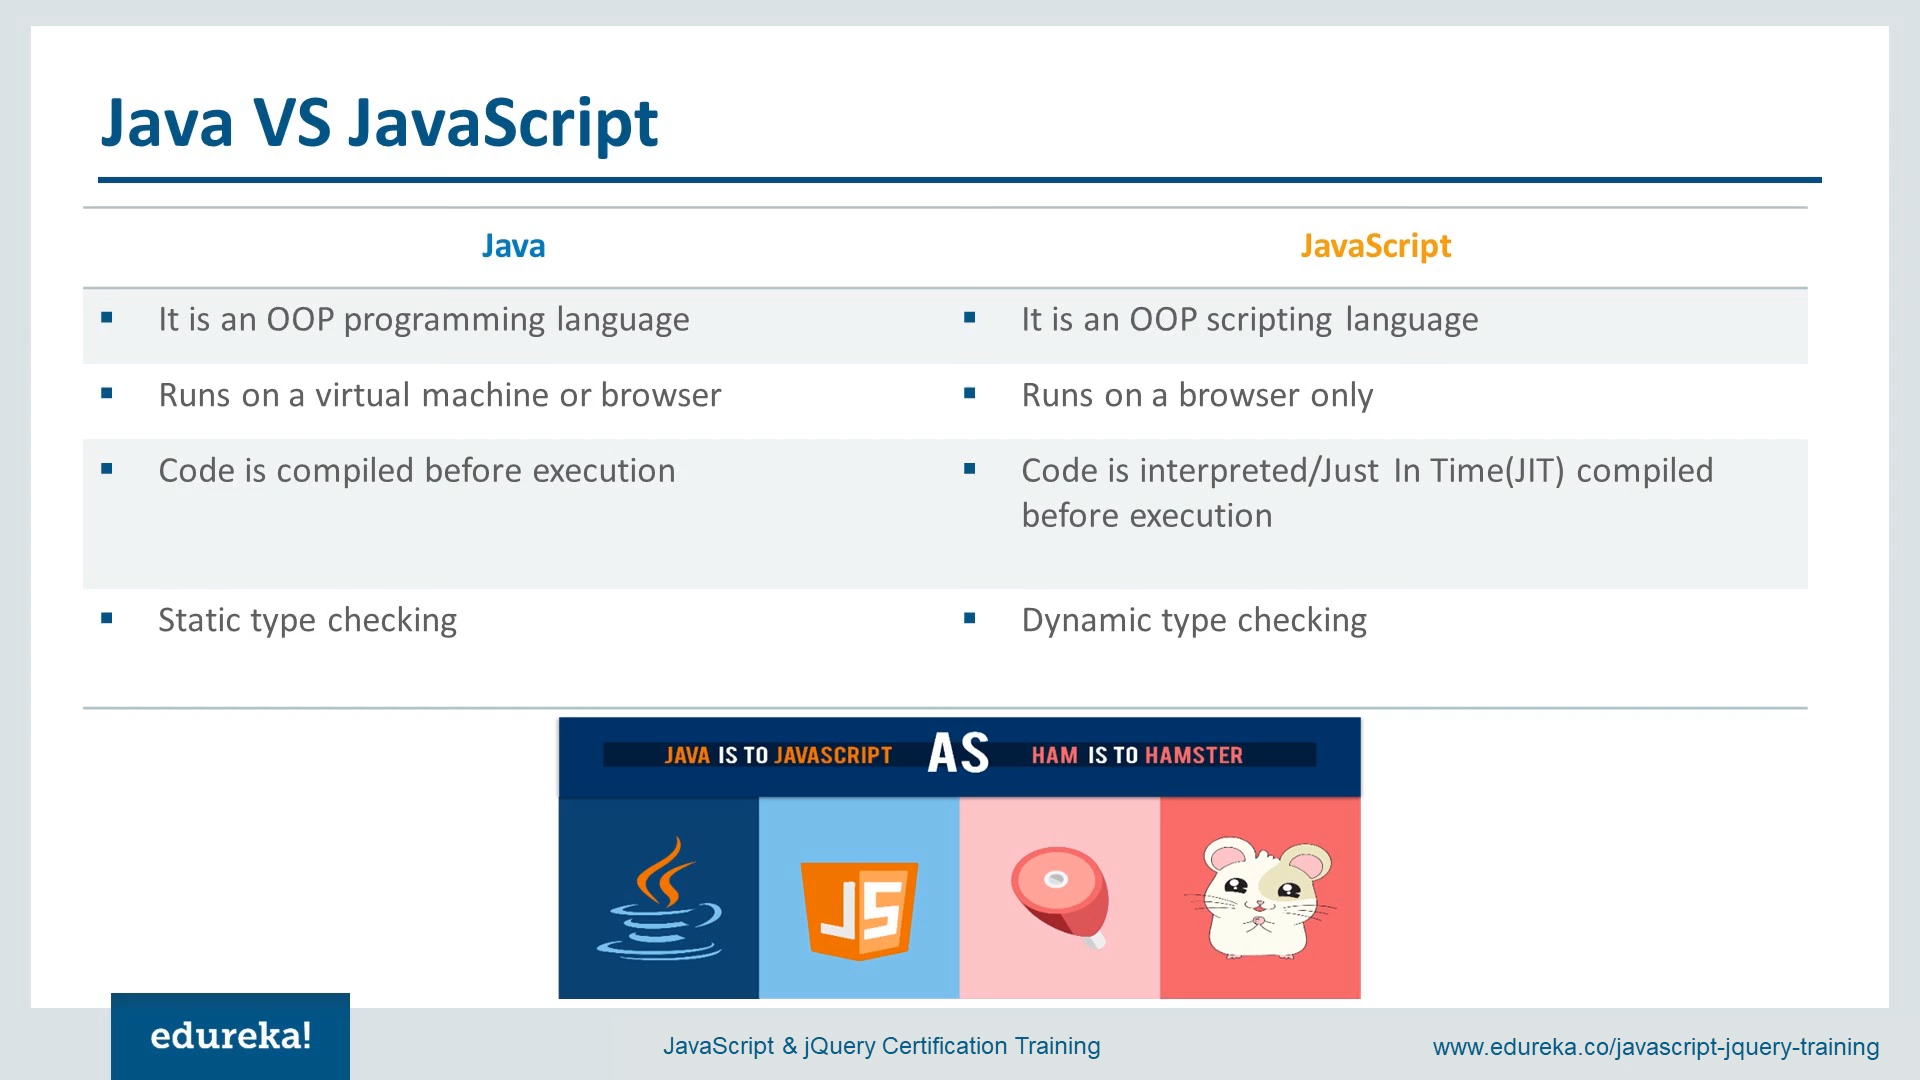 Java VS JavaScript
Java
JavaScript
It is an OOP programming language
It is an OOP scripting language
Runs on a virtual machine or browser
Runs on a browser only
Code is compiled before execution
Code is interpreted/Just In Time(JIT) compiled
before execution
Static type checking
Dynamic type checking
JAVA IS TO JAVASCRIPT AS HAM IS TO HAMSTER
JS
edureka!
JavaScript & jQuery Certification Training
www.edureka.co/javascript-jquery-training